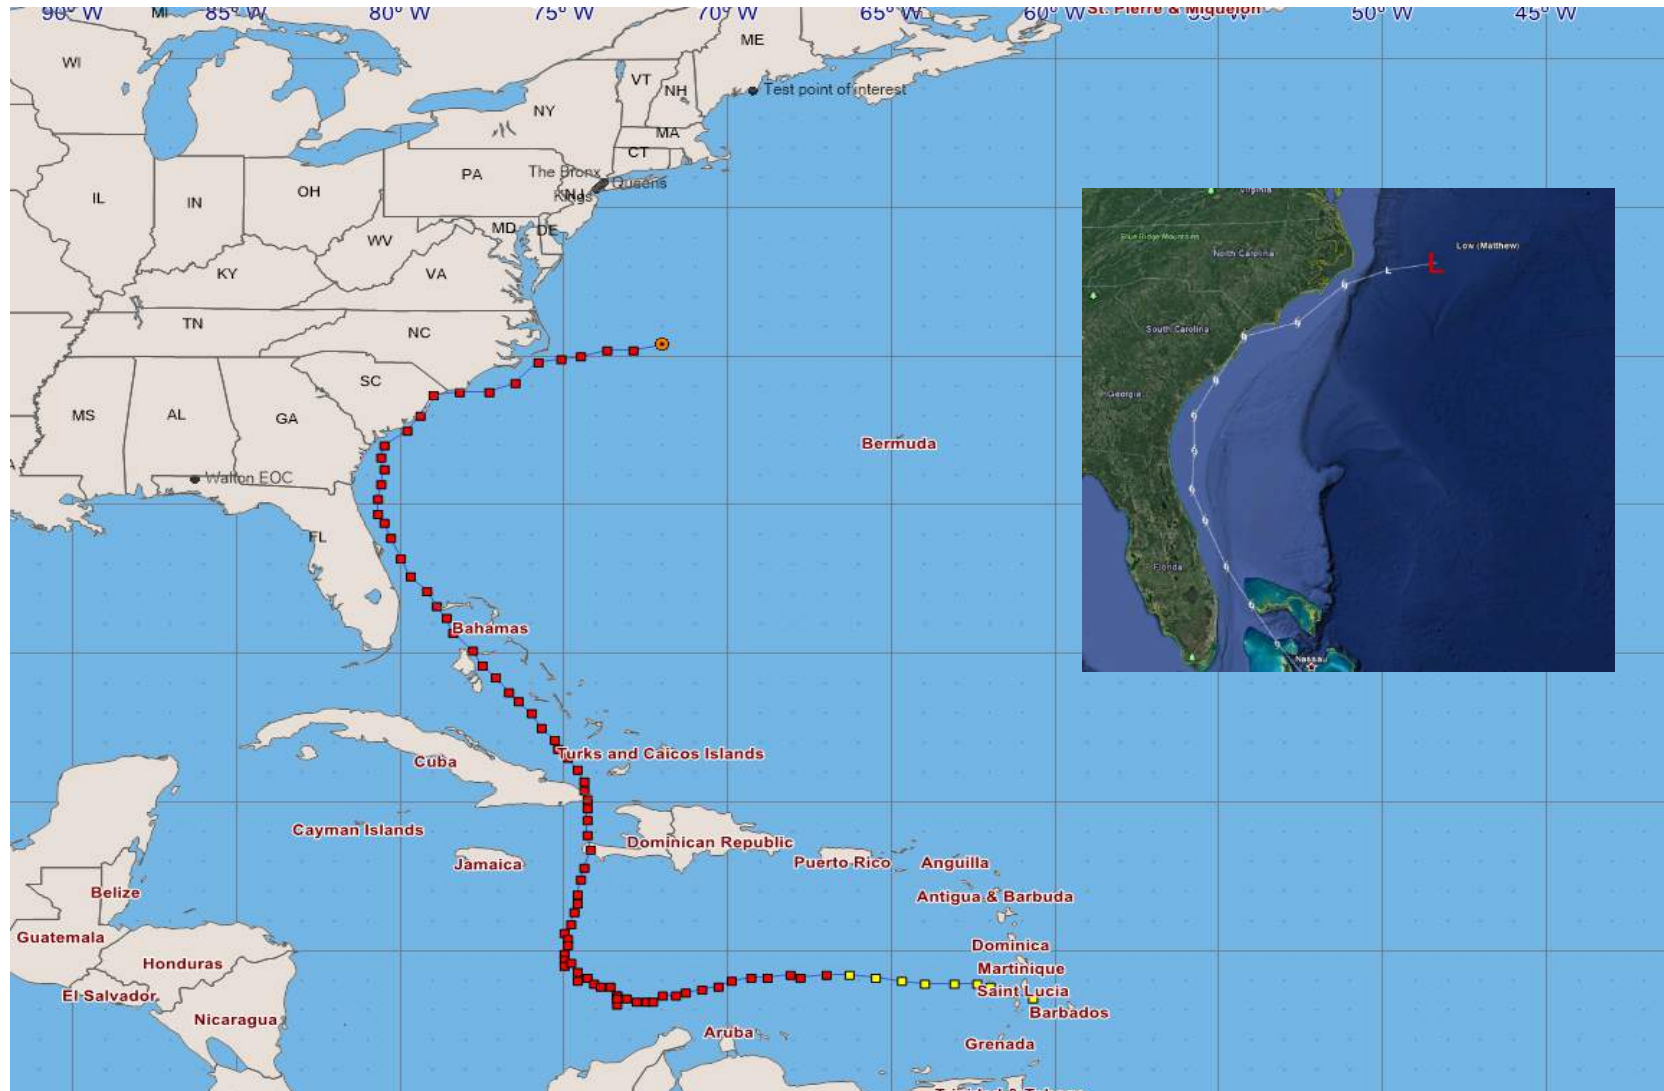 MI
90° W
85° W
80° W
75° W
70° W
65° W
60° W
St. Pierre & Miquelon
50° W
45° W
WI
ME
VT
NH
Test point of interest
NY
MA
CT
PA
The Bronx
Queens
NJ
Kings
OH
IL
IN
MD
DE
WV
VA
KY
TN
NC
SC
MS
AL
GA
Walton EOC
FL
Bermuda
Virginia
Blue Ridge Mountains
North Carolina
Low (Matthew)
L
L
South Carolina
Georgia
Florida
Nassau
Bahamas
Turks and Caicos Islands
Cuba
Cayman Islands
Jamaica
Dominican Republic
Puerto Rico
Anguilla
Belize
Antigua & Barbuda
Guatemala
Dominica
Honduras
Martinique
El Salvador
Saint Lucia
Nicaragua
Barbados
Aruba
Grenada
Trinidad & Tobago